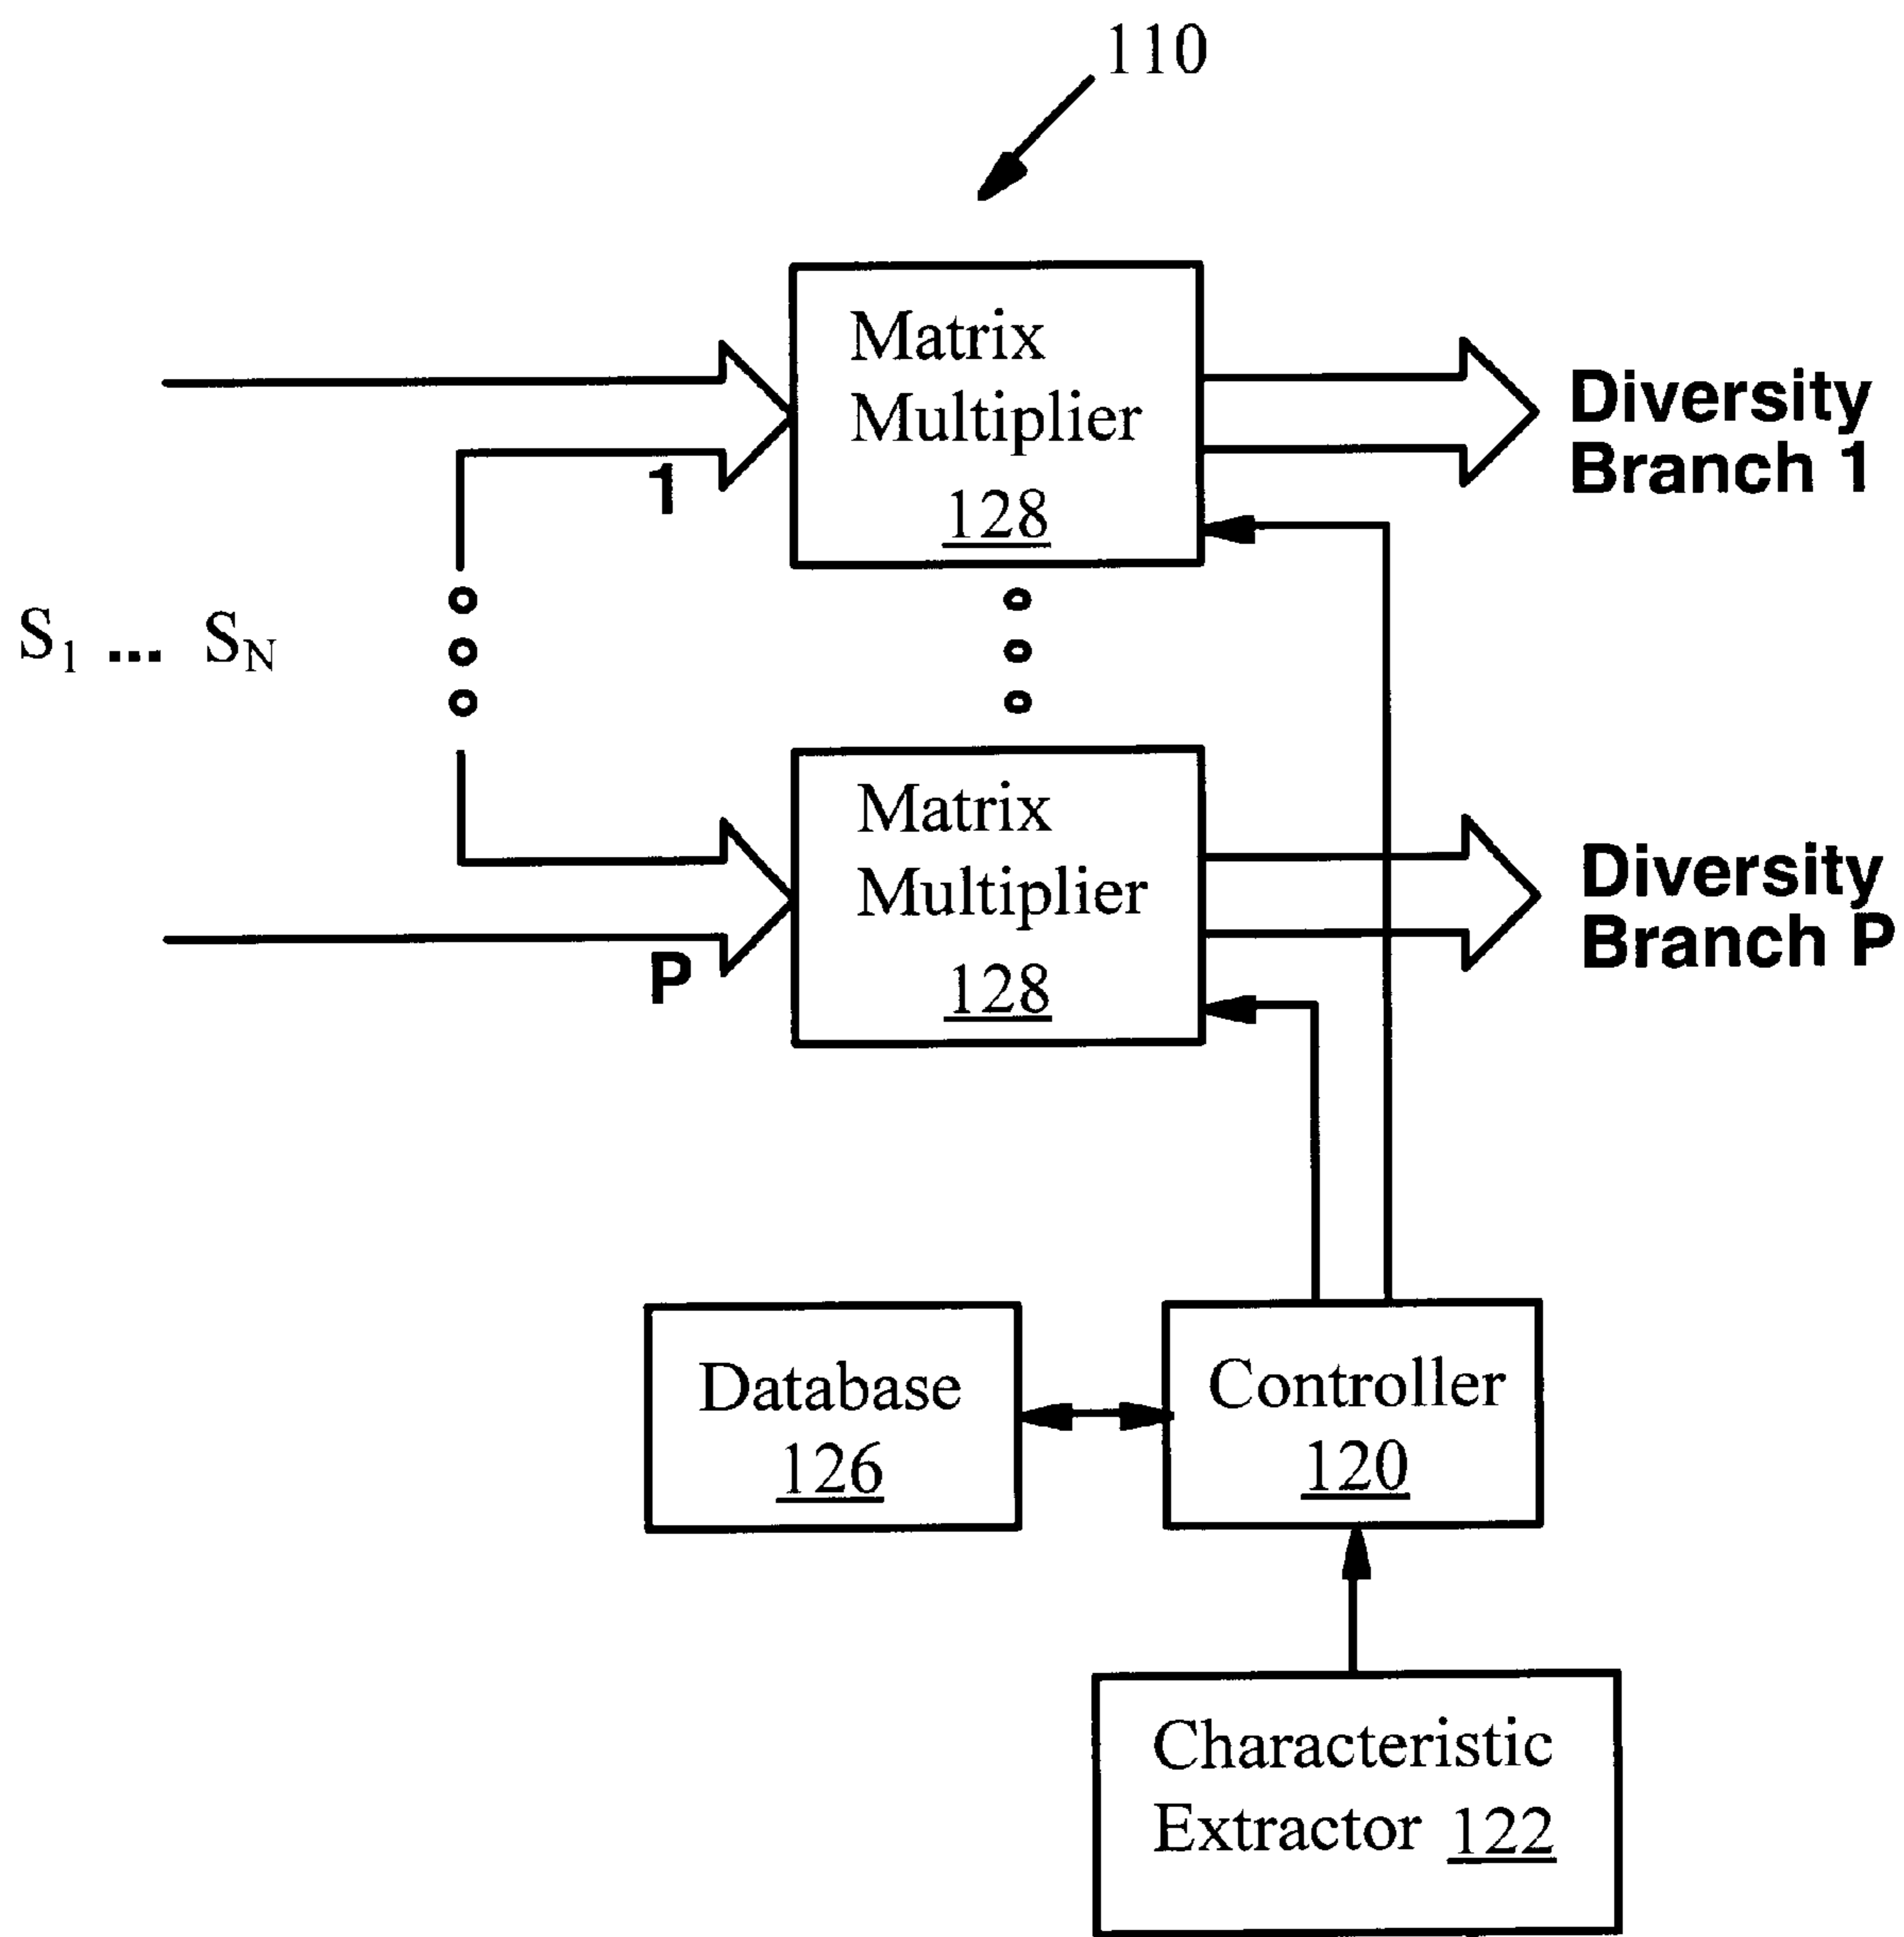 110
Matrix
Multiplier
128
Diversity
Branch 1
1
S1 ... SN
Matrix
Multiplier
128
Diversity
Branch P
P
Database
126
Controller
120
Characteristic
Extractor 122